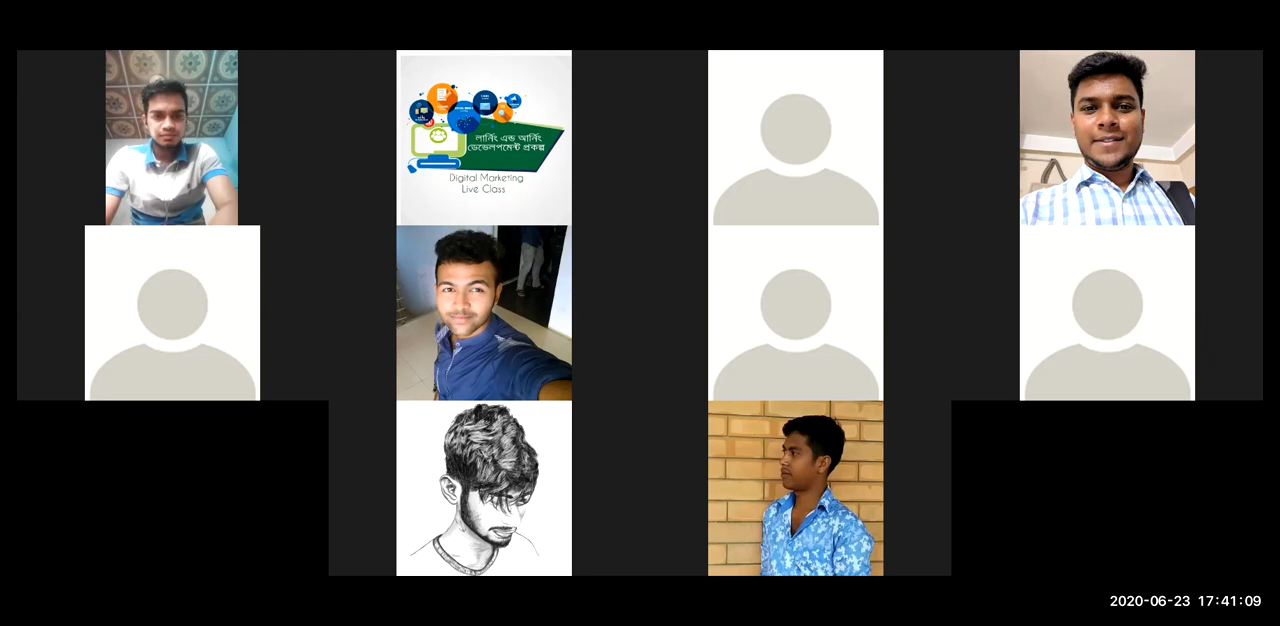 লার্নিং এন্ড আর্নিং
ডেভেলপমেন্ট প্রকল্প
Digital Marketing
Live Class
2020-06-23 17:41:09